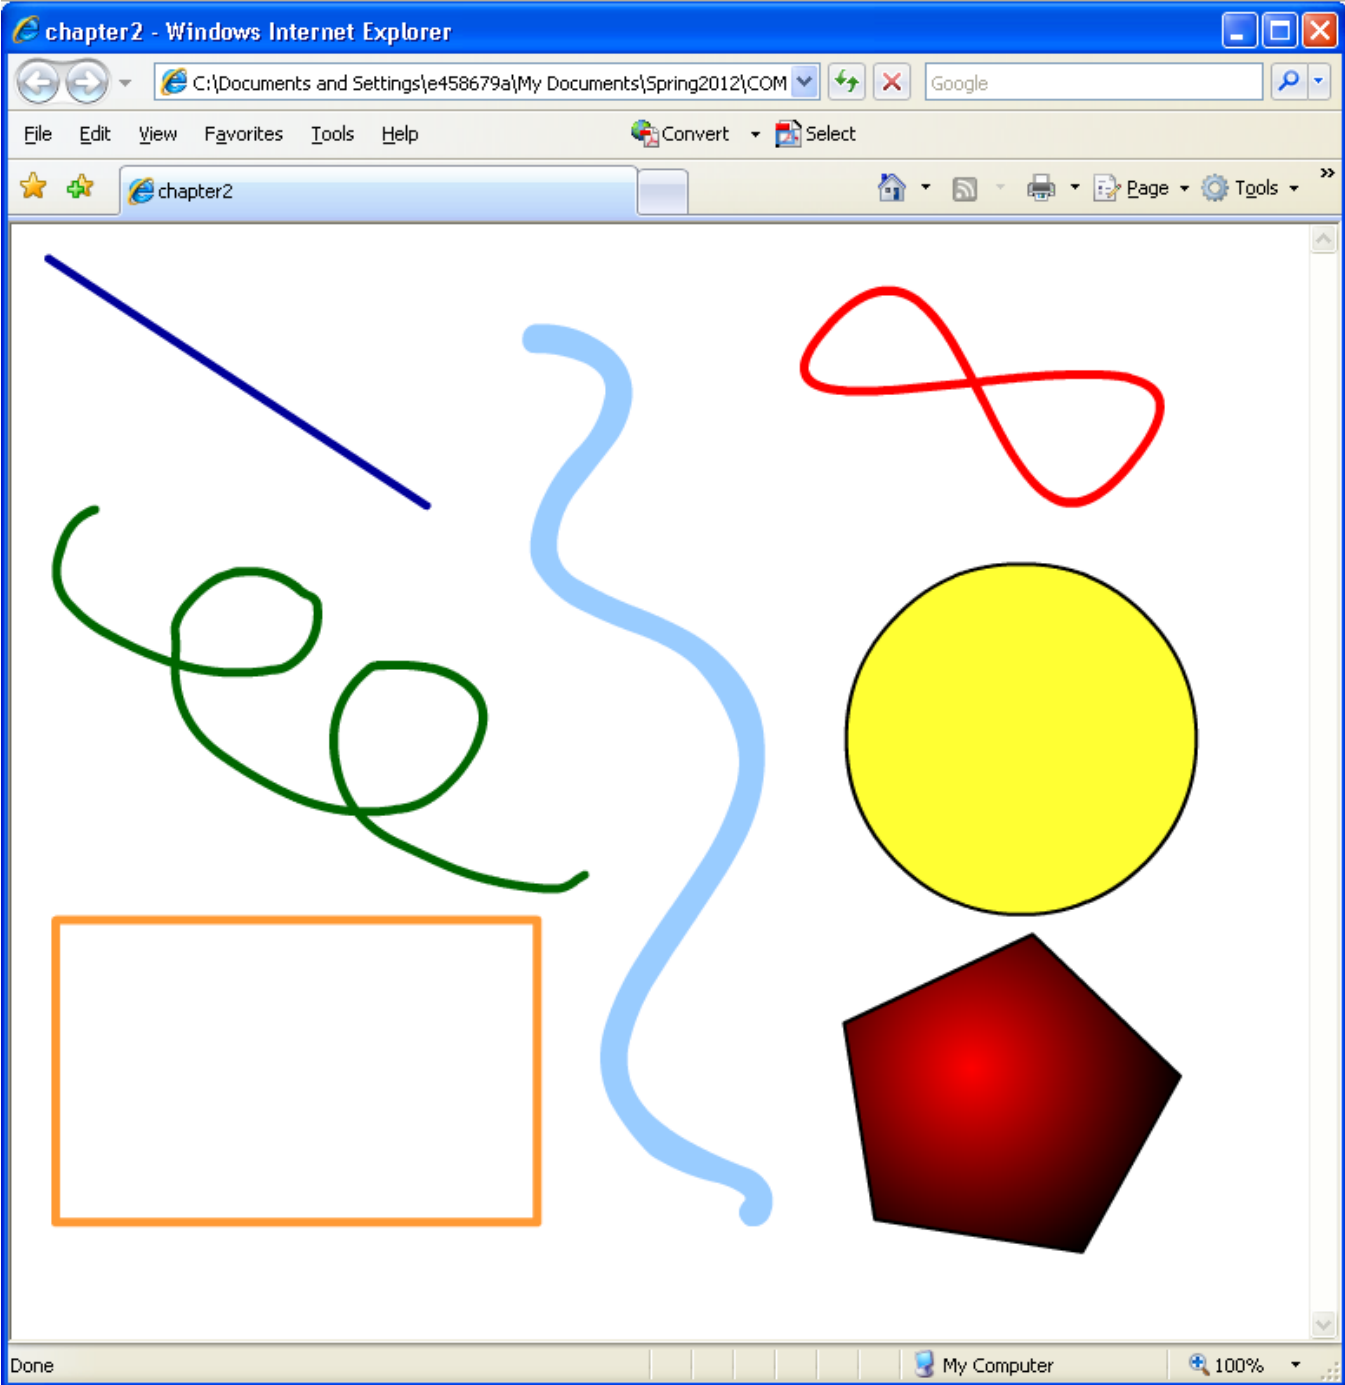 chapter2 - Windows Internet Explorer
C:\Documents and Settings\e458679a\My Documents\Spring2012\COM
Google
File Edit View Favorites Tools Help Convert Select
chapter2 Page Tools »
Done My Computer 100%